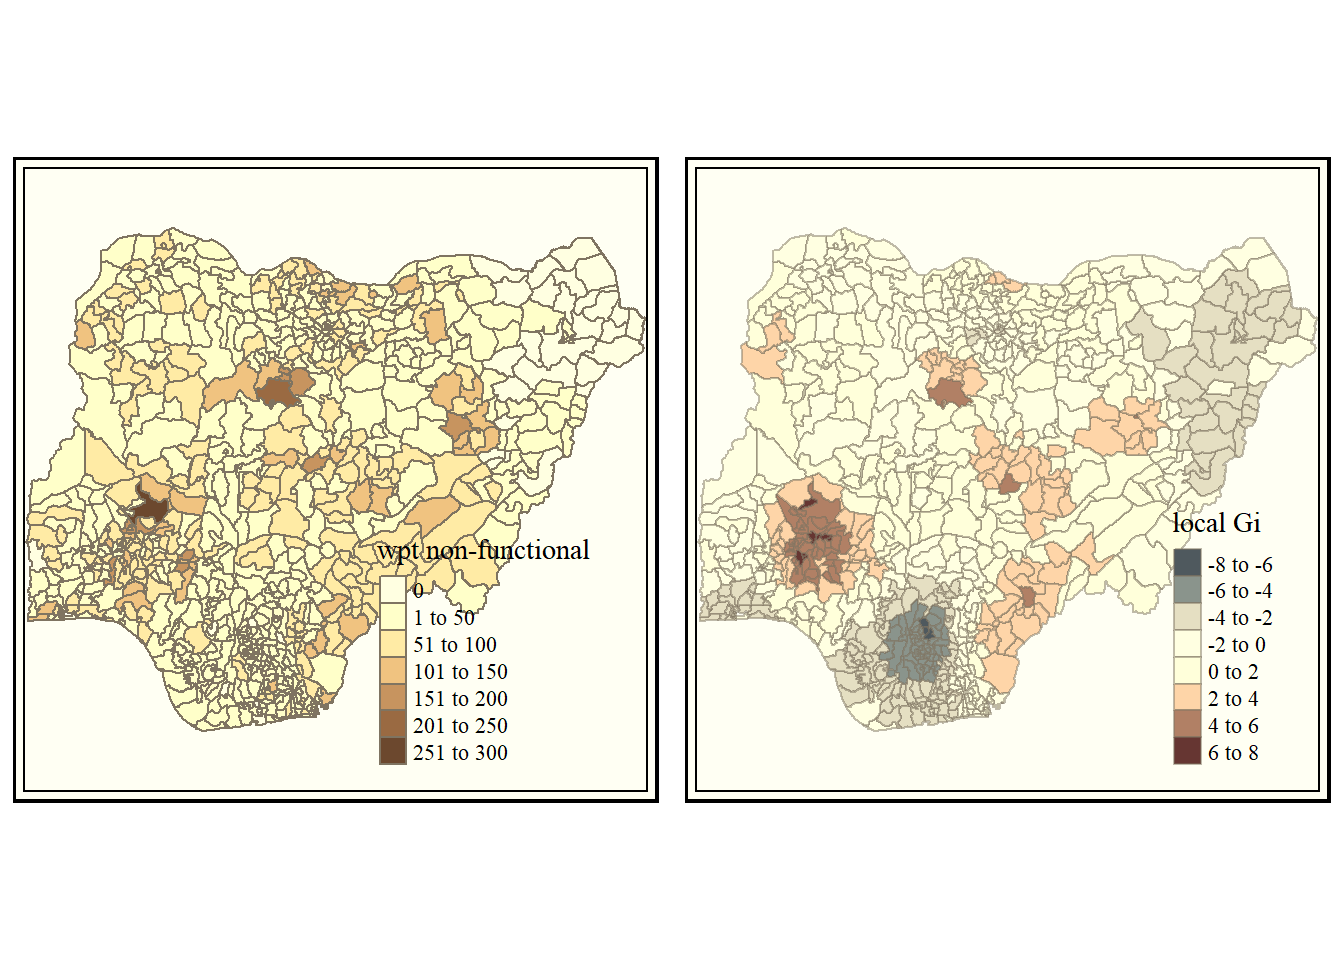 wpt non-functional
0
1 to 50
51 to 100
101 to 150
151 to 200
201 to 250
251 to 300
local Gi
-8 to -6
-6 to -4
-4 to -2
-2 to 0
0 to 2
2 to 4
4 to 6
6 to 8